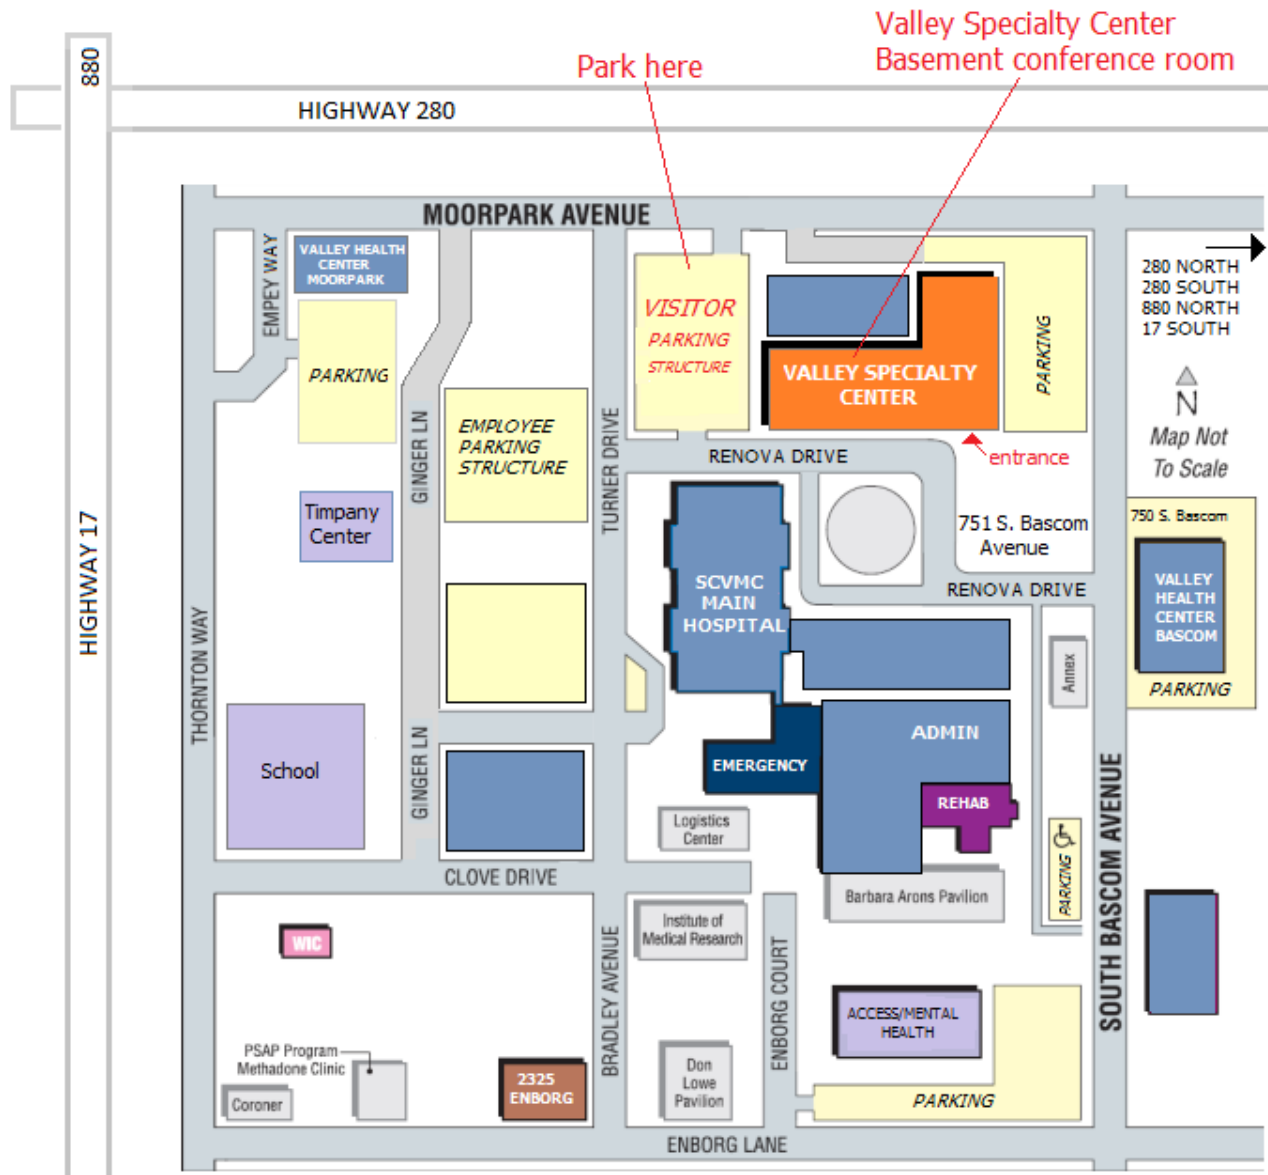 Valley Specialty Center
Basement conference room
Park here
880
HIGHWAY 280
MOORPARK AVENUE
EMPEY WAY
VALLEY HEALTH
CENTER
MOORPARK
PARKING
VISITOR
PARKING
STRUCTURE
VALLEY SPECIALTY
CENTER
PARKING
280 NORTH
280 SOUTH
880 NORTH
17 SOUTH
N
Map Not
To Scale
GINGER LN
EMPLOYEE
PARKING
STRUCTURE
TURNER DRIVE
RENOVA DRIVE
entrance
HIGHWAY 17
Timpany
Center
751 S. Bascom
Avenue
750 S. Bascom
VALLEY
HEALTH
CENTER
BASCOM
PARKING
SCVMC
MAIN
HOSPITAL
RENOVA DRIVE
THORNTON WAY
Annex
School
GINGER LN
ADMIN
EMERGENCY
REHAB
Logistics
Center
PARKING
SOUTH BASCOM AVENUE
CLOVE DRIVE
Barbara Arons Pavilion
WIC
Institute of
Medical Research
BRADLEY AVENUE
ENBORG COURT
ACCESS/MENTAL
HEALTH
PSAP Program
Methadone Clinic
Coroner
2325
ENBORG
Don
Lowe
Pavilion
PARKING
ENBORG LANE